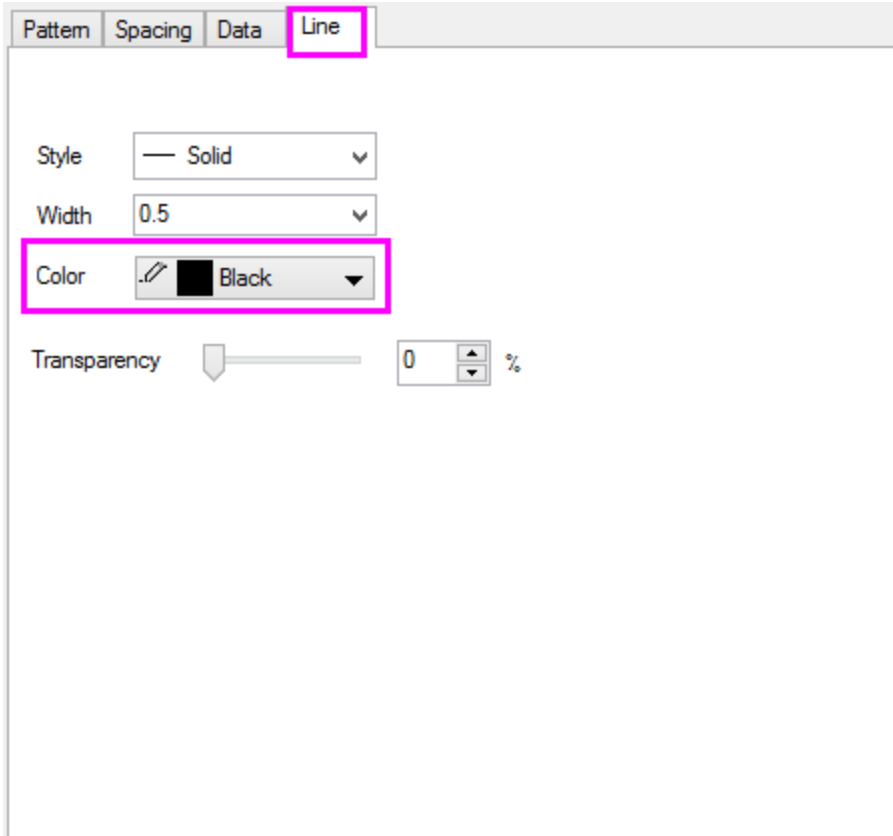 Pattern Spacing Data Line
Style Solid
Width 0.5
Color Black
Transparency 0 %